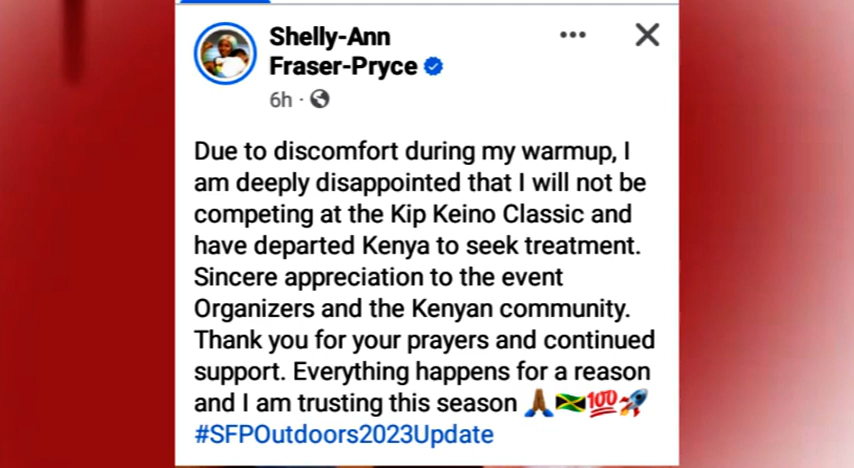 Shelly-Ann
Fraser-Pryce
6h ·
Due to discomfort during my warmup, I
am deeply disappointed that I will not be
competing at the Kip Keino Classic and
have departed Kenya to seek treatment.
Sincere appreciation to the event
Organizers and the Kenyan community.
Thank you for your prayers and continued
support. Everything happens for a reason
and I am trusting this season 🙏🏾🇯🇲💯🚀
#SFPOutdoors2023Update